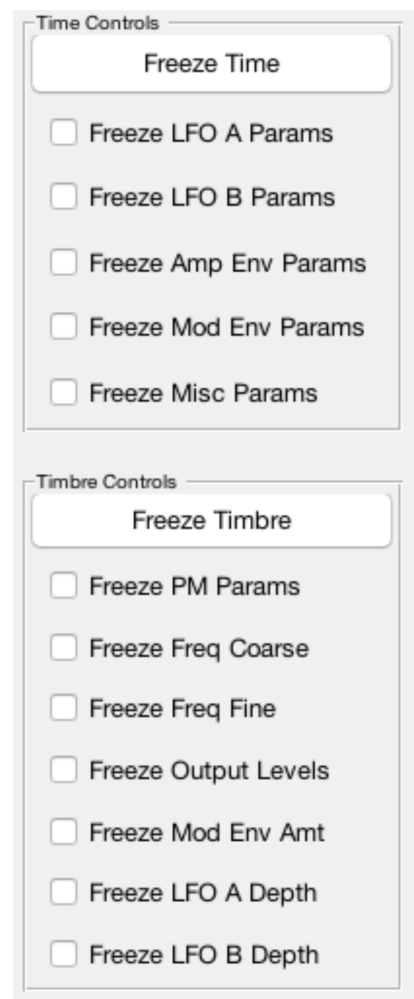 Time Controls
Freeze Time
Freeze LFO A Params
Freeze LFO B Params
Freeze Amp Env Params
Freeze Mod Env Params
Freeze Misc Params
Timbre Controls
Freeze Timbre
Freeze PM Params
Freeze Freq Coarse
Freeze Freq Fine
Freeze Output Levels
Freeze Mod Env Amt
Freeze LFO A Depth
Freeze LFO B Depth